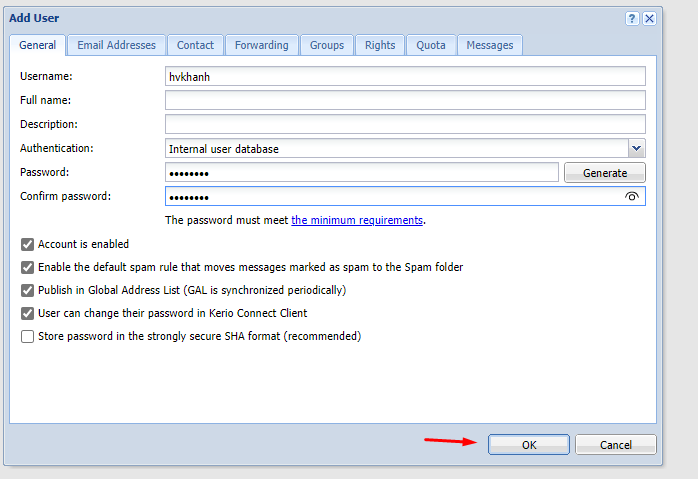 Add User
General Email Addresses Contact Forwarding Groups Rights Quota Messages
Username: hvkhanh
Full name:
Description:
Authentication: Internal user database
Password: •••••••• Generate
Confirm password: ••••••••
The password must meet the minimum requirements.
Account is enabled
Enable the default spam rule that moves messages marked as spam to the Spam folder
Publish in Global Address List (GAL is synchronized periodically)
User can change their password in Kerio Connect Client
Store password in the strongly secure SHA format (recommended)
OK Cancel